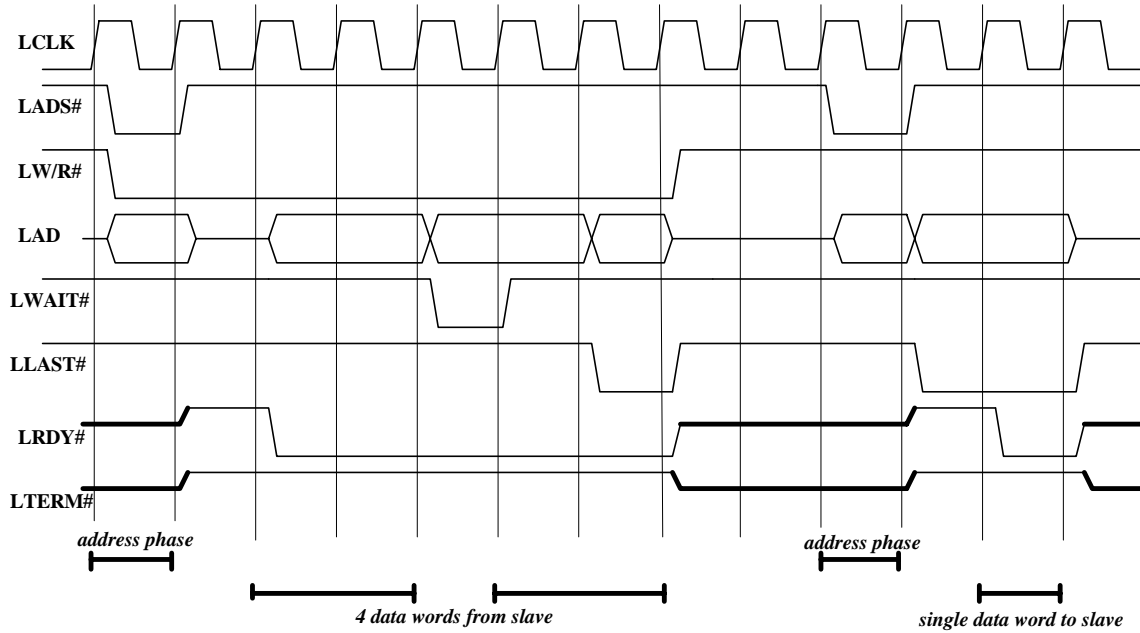 LCLK
LADS#
LW/R#
LAD
LWAIT#
LLAST#
LRDY#
LTERM#
address phase
address phase
4 data words from slave
single data word to slave